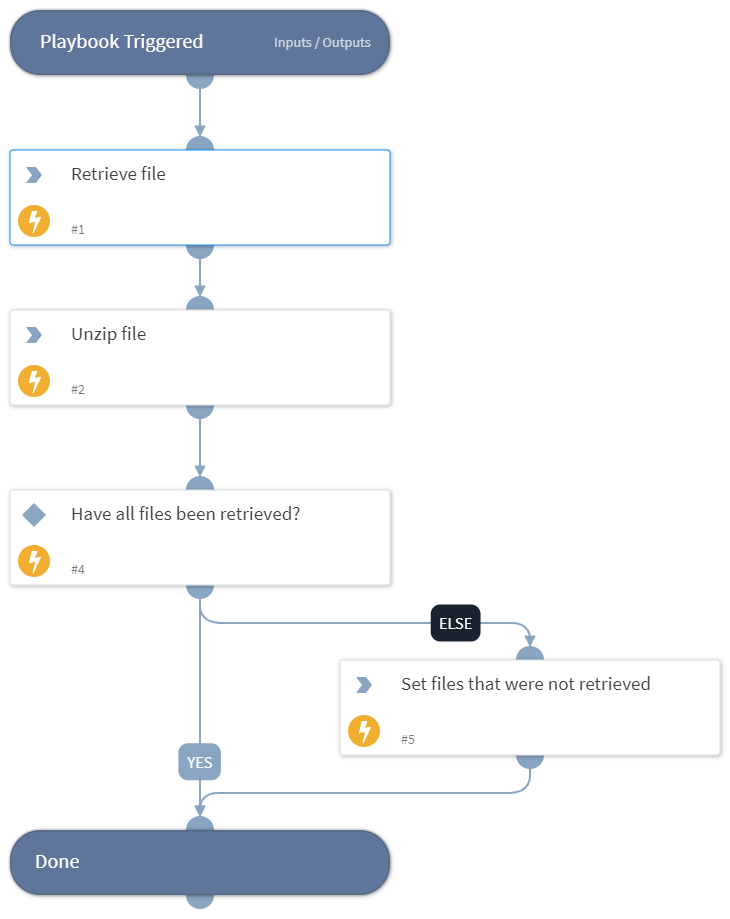 Playbook Triggered
Inputs / Outputs
Retrieve file
#1
Unzip file
#2
Have all files been retrieved?
#4
ELSE
Set files that were not retrieved
#5
YES
Done